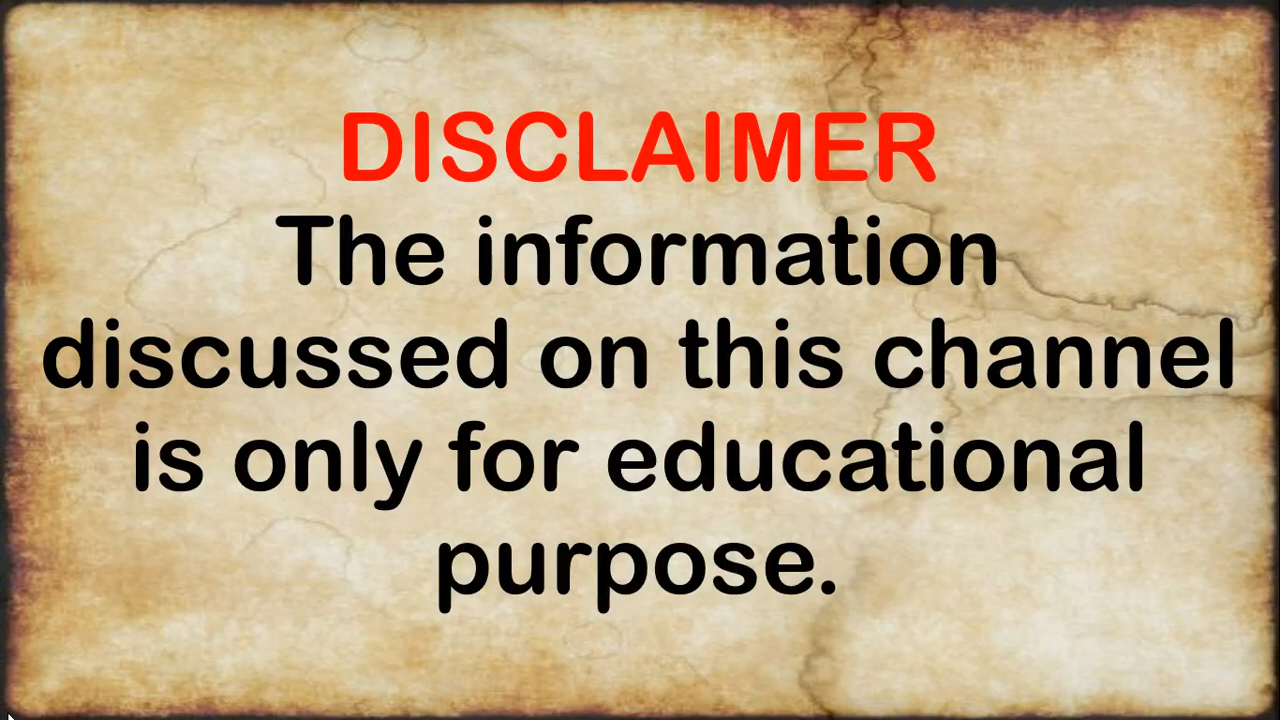 DISCLAIMER
The information
discussed on this channel
is only for educational
purpose.